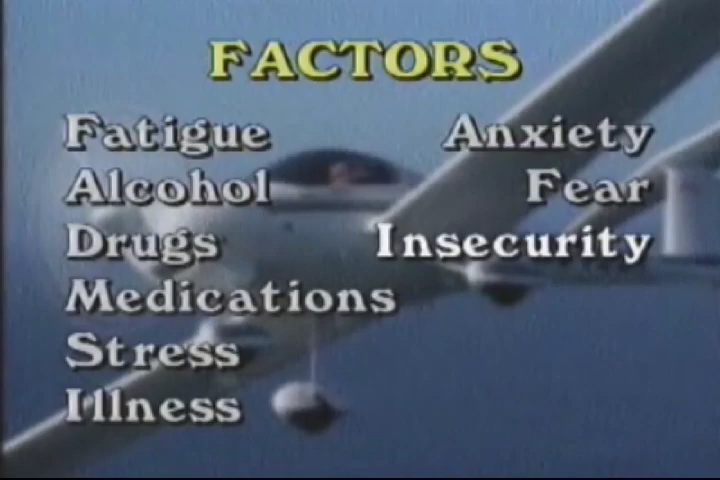 FACTORS
Fatigue
Alcohol
Drugs
Medications
Stress
Illness
Anxiety
Fear
Insecurity